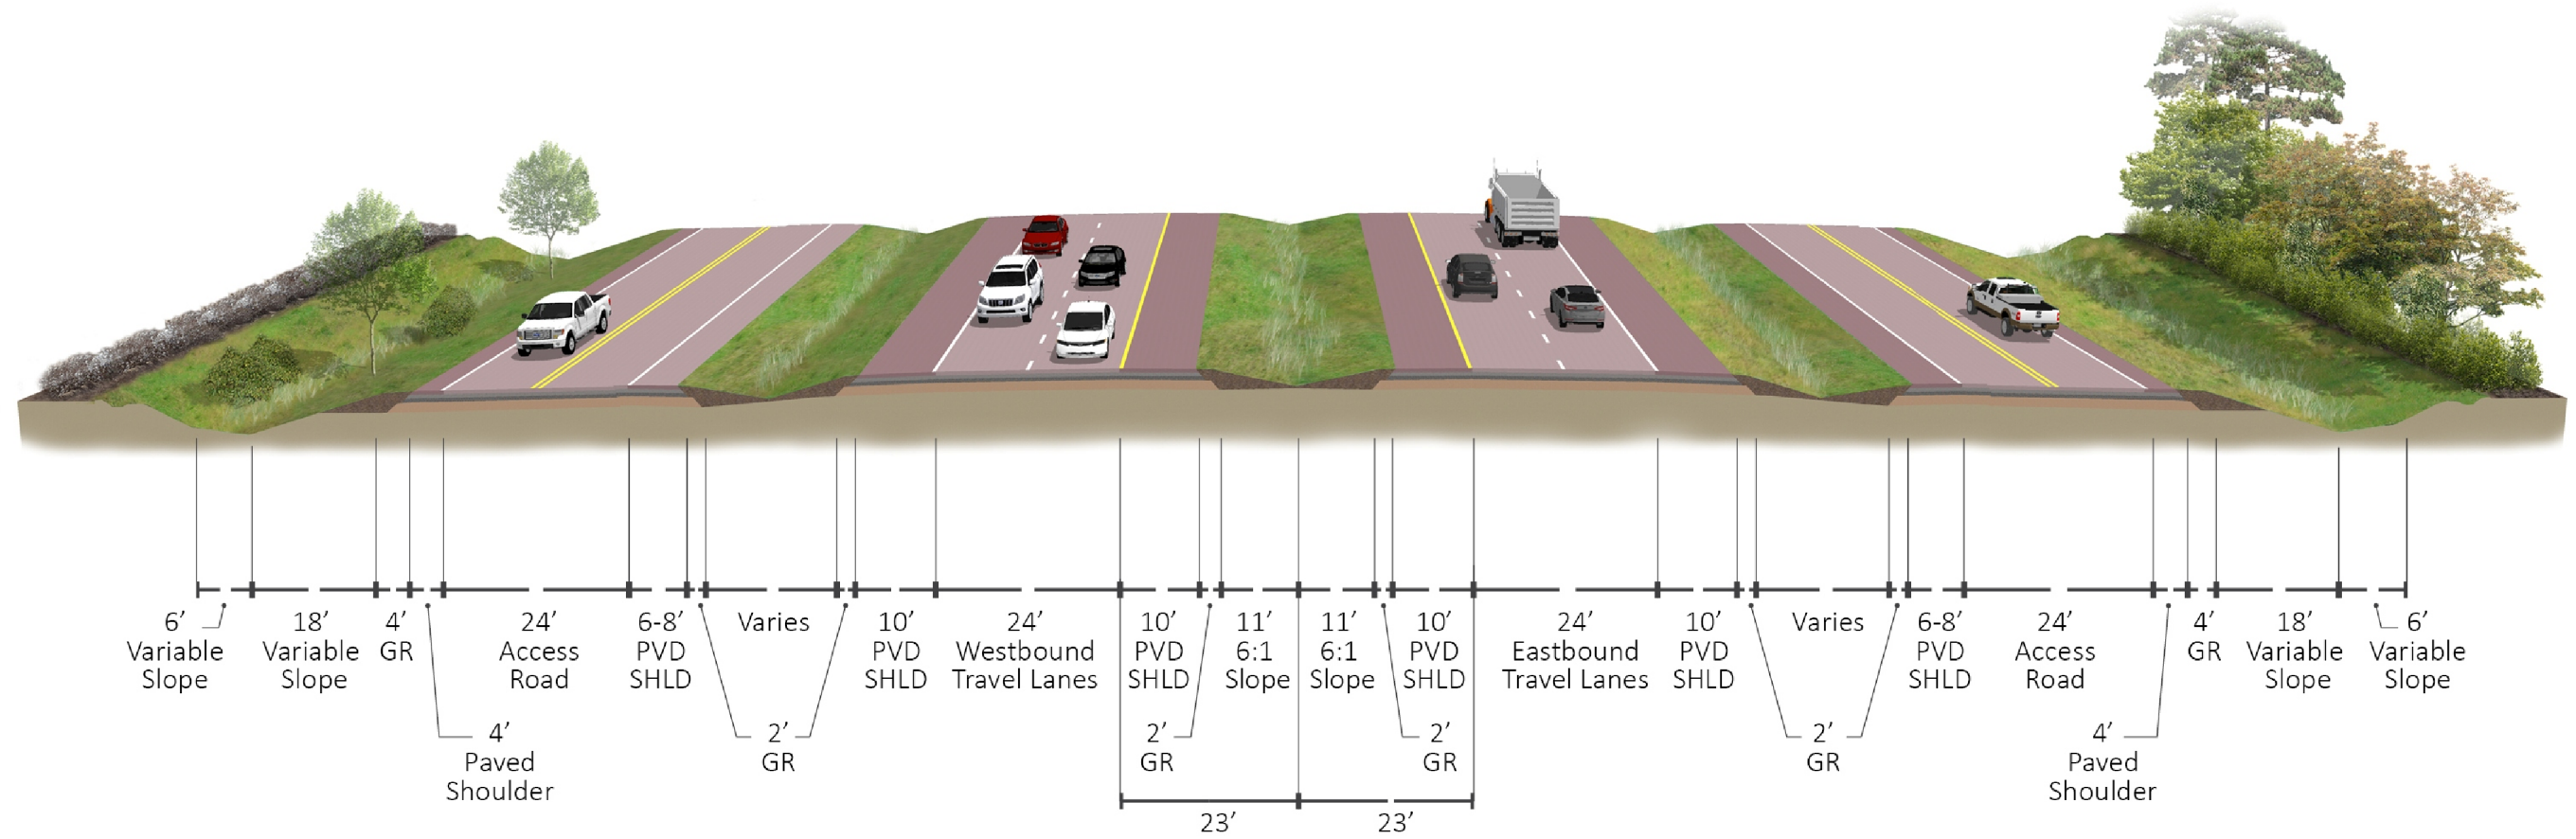 6’
Variable
Slope
18’
Variable
Slope
4’
GR
4’
Paved
Shoulder
24’
Access
Road
6-8’
PVD
SHLD
2’
GR
Varies
10’
PVD
SHLD
24’
Westbound
Travel Lanes
10’
PVD
SHLD
2’
GR
11’
6:1
Slope
11’
6:1
Slope
2’
GR
10’
PVD
SHLD
23’
23’
24’
Eastbound
Travel Lanes
10’
PVD
SHLD
2’
GR
Varies
6-8’
PVD
SHLD
24’
Access
Road
4’
Paved
Shoulder
4’
GR
18’
Variable
Slope
6’
Variable
Slope